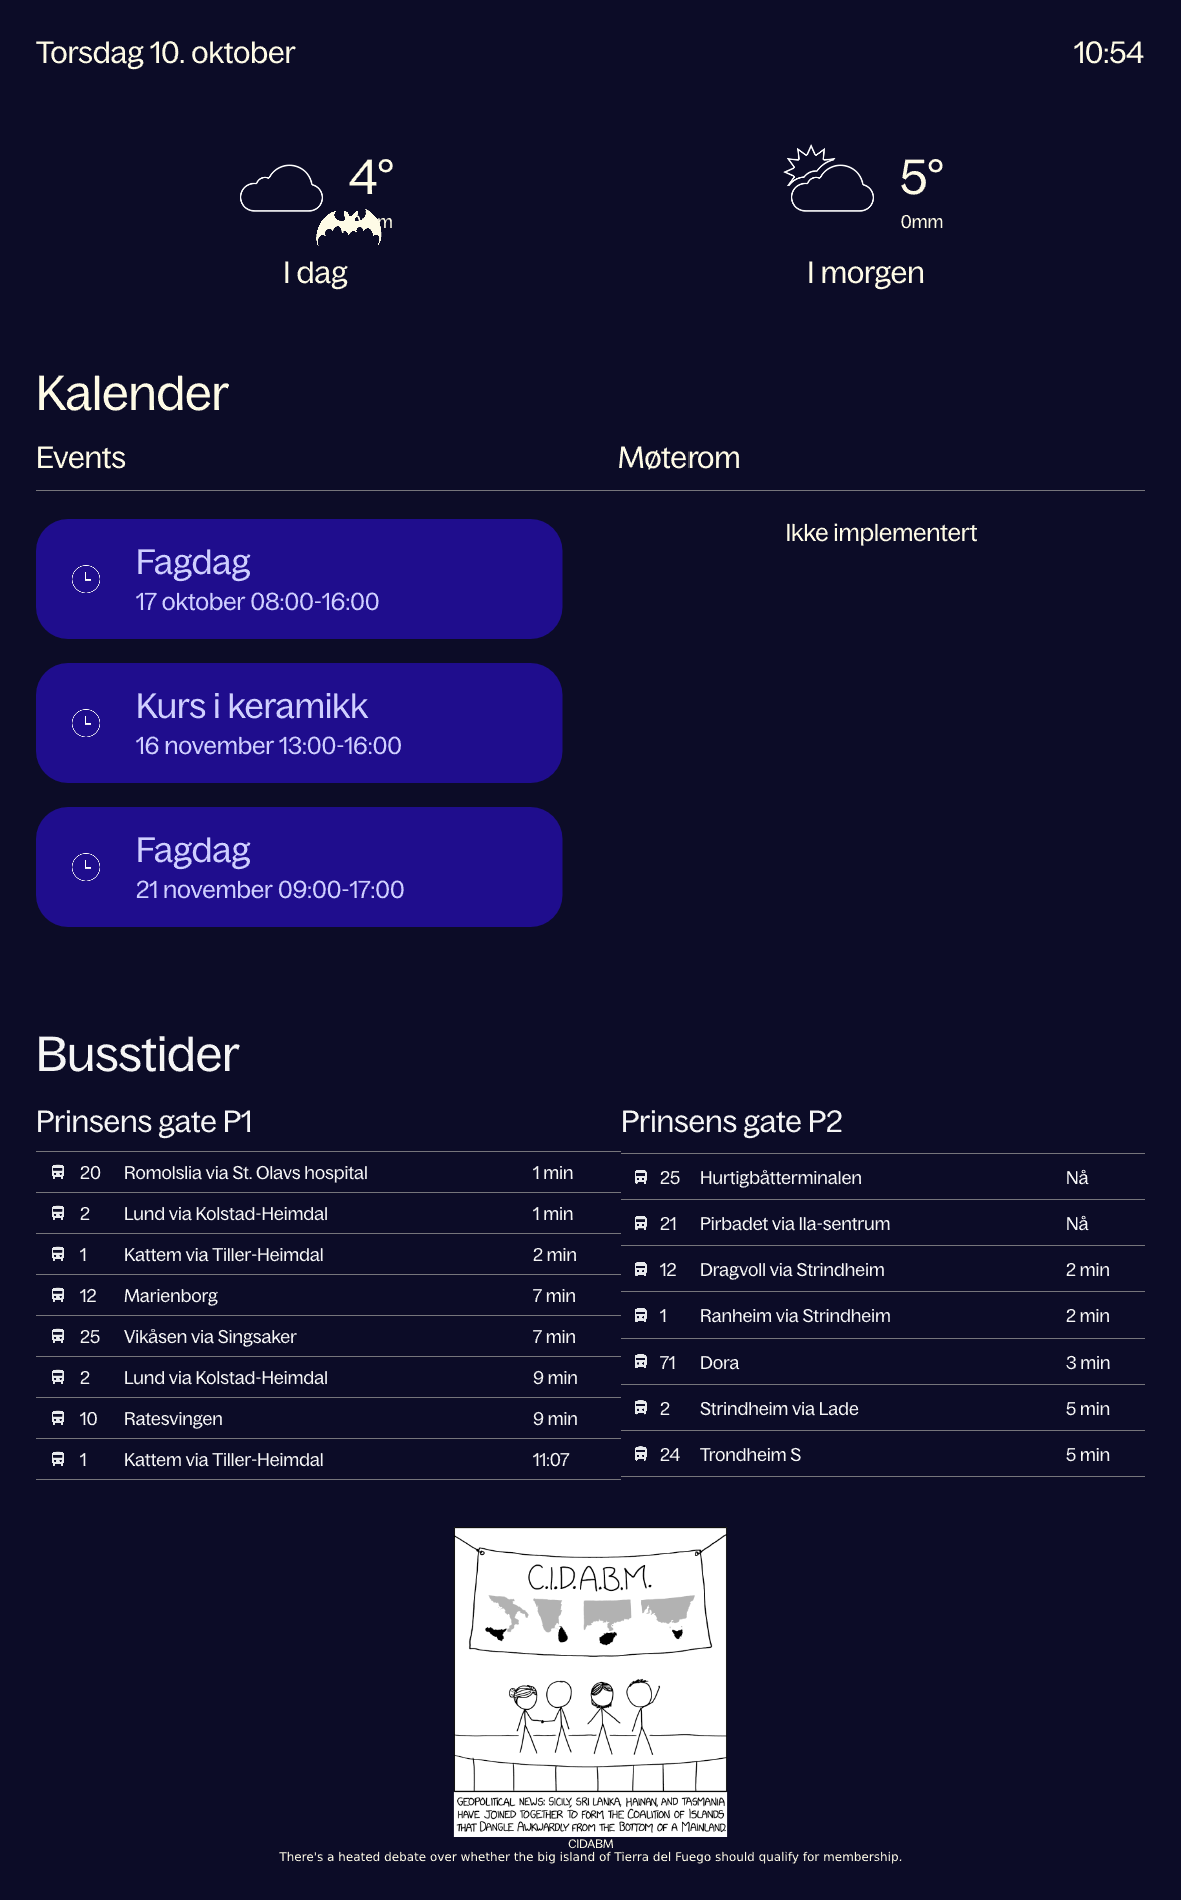 Torsdag 10. oktober
10:54
4°
5°
0mm
I dag
I morgen
Kalender
Events
Møterom
Ikke implementert
Fagdag
17 oktober 08:00-16:00
Kurs i keramikk
16 november 13:00-16:00
Fagdag
21 november 09:00-17:00
Busstider
Prinsens gate P1
20 Romolslia via St. Olavs hospital 1 min
2 Lund via Kolstad-Heimdal 1 min
1 Kattem via Tiller-Heimdal 2 min
12 Marienborg 7 min
25 Vikåsen via Singsaker 7 min
2 Lund via Kolstad-Heimdal 9 min
10 Ratesvingen 9 min
1 Kattem via Tiller-Heimdal 11:07
Prinsens gate P2
25 Hurtigbåtterminalen Nå
21 Pirbadet via Ila-sentrum Nå
12 Dragvoll via Strindheim 2 min
1 Ranheim via Strindheim 2 min
71 Dora 3 min
2 Strindheim via Lade 5 min
24 Trondheim S 5 min
C.I.D.A.B.M.
GEOPOLITICAL NEWS: SICILY, SRI LANKA, HAINAN, AND TASMANIA
HAVE JOINED TOGETHER TO FORM THE COALITION OF ISLANDS
THAT DANGLE AWKWARDLY FROM THE BOTTOM OF A MAINLAND.
CIDABM
There's a heated debate over whether the big island of Tierra del Fuego should qualify for membership.